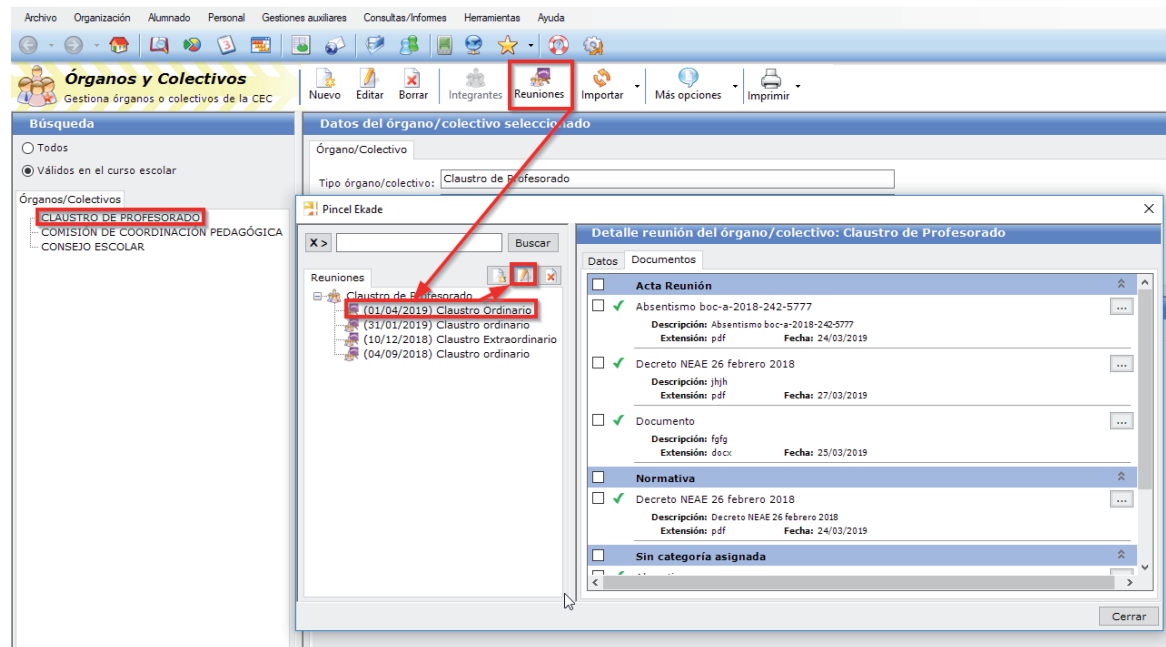 Archivo Organización Alumnado Personal Gestiones auxiliares Consultas/Informes Herramientas Ayuda
Órganos y Colectivos
Gestiona órganos o colectivos de la CEC
Nuevo Editar Borrar Integrantes Reuniones Importar Más opciones Imprimir
Búsqueda
Todos
Válidos en el curso escolar
Órganos/Colectivos
CLAUSTRO DE PROFESORADO
COMISIÓN DE COORDINACIÓN PEDAGÓGICA
CONSEJO ESCOLAR
Datos del órgano/colectivo seleccionado
Órgano/Colectivo
Tipo órgano/colectivo: Claustro de Profesorado
Pincel Ekade
X > Buscar
Reuniones
Claustro de Profesorado
(01/04/2019) Claustro Ordinario
(31/01/2019) Claustro ordinario
(10/12/2018) Claustro Extraordinario
(04/09/2018) Claustro ordinario
Detalle reunión del órgano/colectivo: Claustro de Profesorado
Datos Documentos
Acta Reunión
Absentismo boc-a-2018-242-5777 ...
Descripción: Absentismo boc-a-2018-242-5777
Extensión: pdf Fecha: 24/03/2019
Decreto NEAE 26 febrero 2018 ...
Descripción: jhjh
Extensión: pdf Fecha: 27/03/2019
Documento ...
Descripción: fgfg
Extensión: docx Fecha: 25/03/2019
Normativa
Decreto NEAE 26 febrero 2018 ...
Descripción: Decreto NEAE 26 febrero 2018
Extensión: pdf Fecha: 24/03/2019
Sin categoría asignada
Cerrar